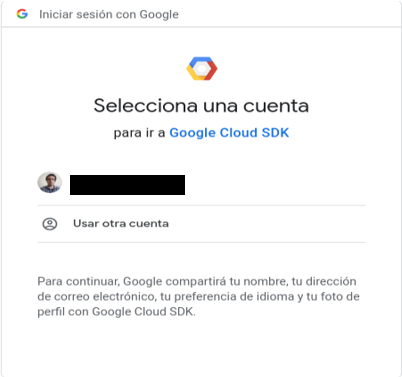 Iniciar sesión con Google
Selecciona una cuenta
para ir a Google Cloud SDK
Usar otra cuenta
Para continuar, Google compartirá tu nombre, tu dirección
de correo electrónico, tu preferencia de idioma y tu foto de
perfil con Google Cloud SDK.